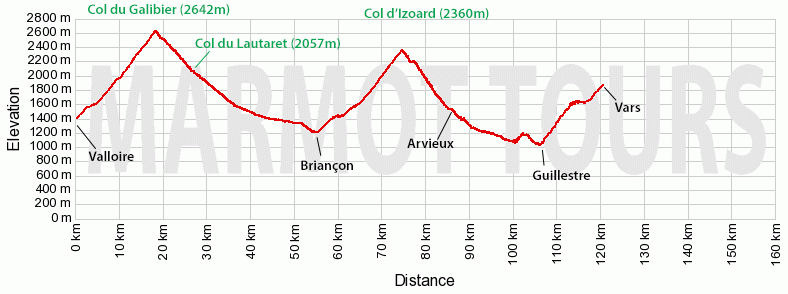 Col du Galibier (2642m)
Col d'Izoard (2360m)
Col du Lautaret (2057m)
2800 m
2600 m
2400 m
2200 m
2000 m
1800 m
1600 m
1400 m
1200 m
1000 m
800 m
600 m
400 m
200 m
0 m
Elevation
MARMOT TOURS
Valloire
Briançon
Arvieux
Guillestre
Vars
0 km
10 km
20 km
30 km
40 km
50 km
60 km
70 km
80 km
90 km
100 km
110 km
120 km
130 km
140 km
150 km
160 km
Distance